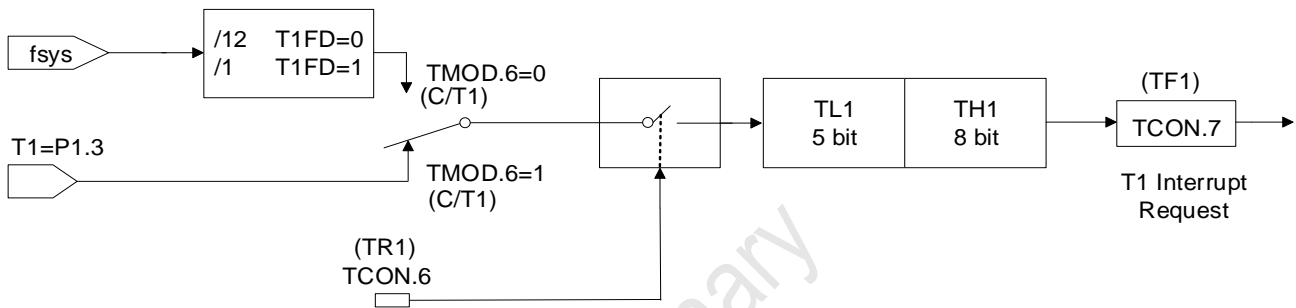 fsys
/12 T1FD=0
/1 T1FD=1
TMOD.6=0
(C/T1)
T1=P1.3
TMOD.6=1
(C/T1)
(TR1)
TCON.6
TL1
5 bit
TH1
8 bit
(TF1)
TCON.7
T1 Interrupt
Request